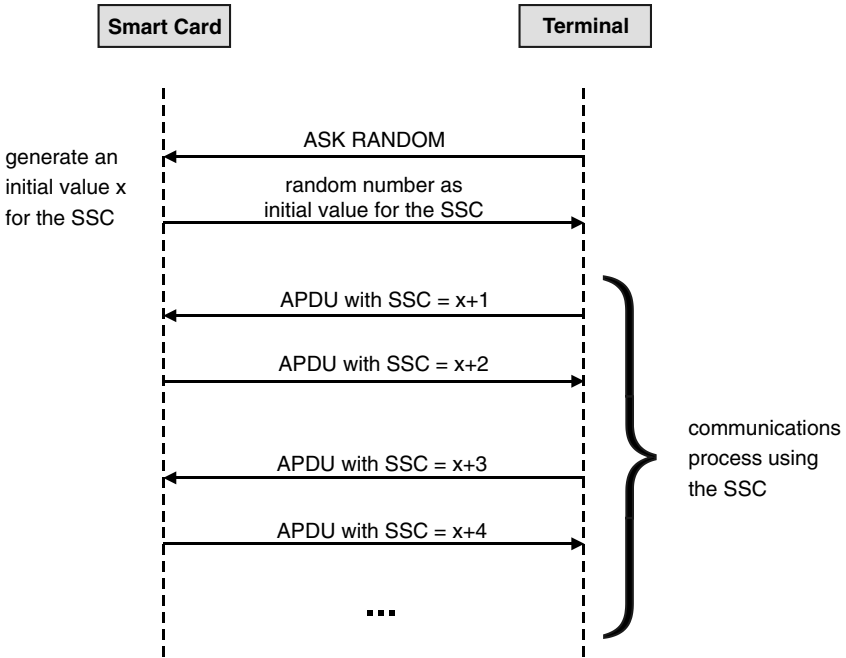 Smart Card
Terminal
ASK RANDOM
generate an
initial value x
for the SSC
random number as
initial value for the SSC
APDU with SSC = x+1
APDU with SSC = x+2
communications
process using
the SSC
APDU with SSC = x+3
APDU with SSC = x+4
...